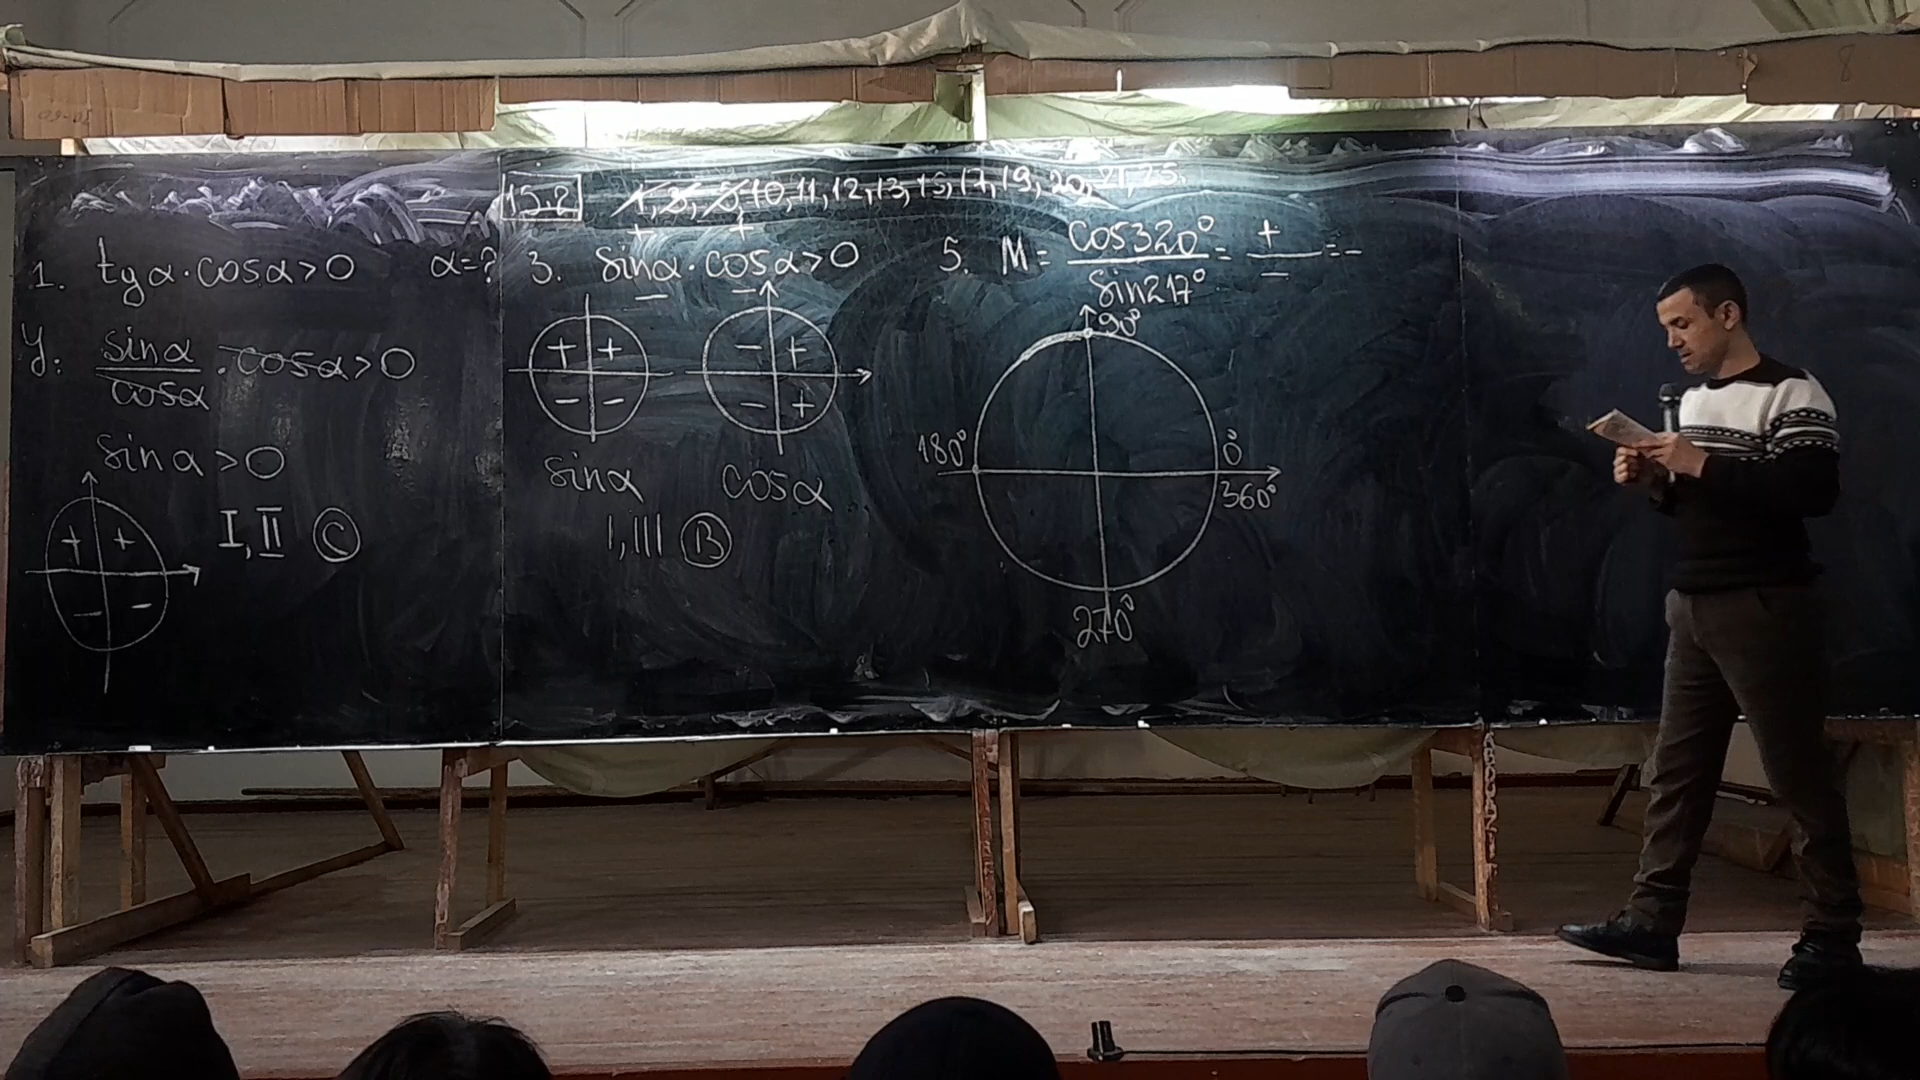 15.2 1, 3, 5, 10, 11, 12, 13, 15, 17, 19, 20, 21, 25.
1. tgα·cosα>0 α=?
Y: sinα/cosα · cosα>0
sinα>0
+ +
- -
I, II C
3. sinα·cosα>0
+ +
- -
+ +
- -
- +
- +
sinα cosα
I, III B
5. M = cos320°/sin217° = +/- = -
90°
180° 0°
360°
270°
8